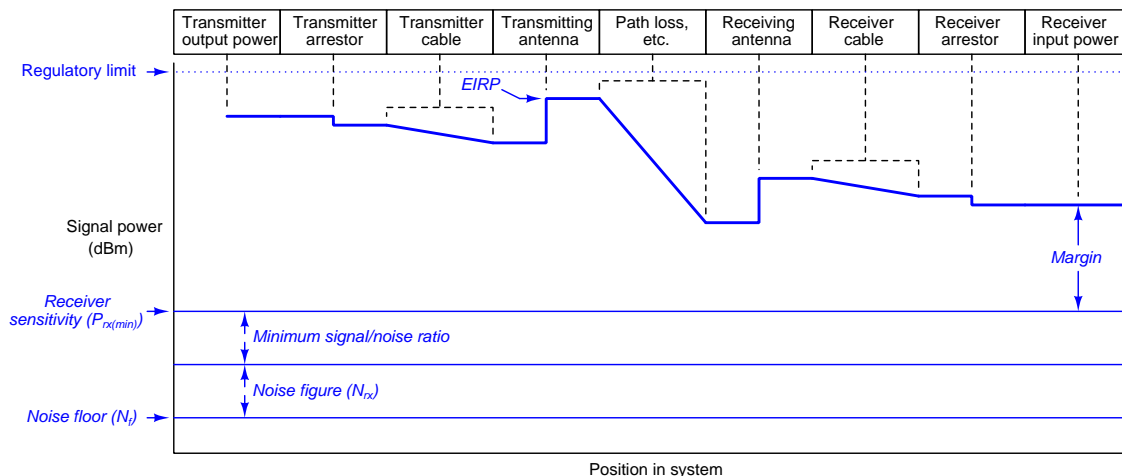 Transmitter
output power
Transmitter
arrestor
Transmitter
cable
Transmitting
antenna
Path loss,
etc.
Receiving
antenna
Receiver
cable
Receiver
arrestor
Receiver
input power
Regulatory limit
EIRP
Signal power
(dBm)
Margin
Receiver
sensitivity (Prx(min))
Minimum signal/noise ratio
Noise figure (Nrx)
Noise floor (Nf)
Position in system